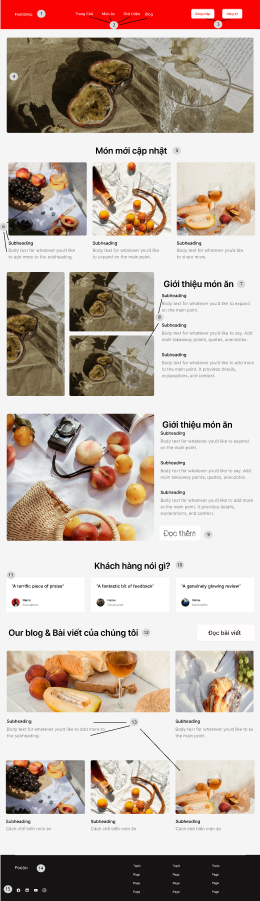 FoodShop 1
Trang Chủ Món ăn Giới thiệu Blog
2
3
4
Món mới cập nhật 5
6
Subheading Subheading Subheading
Body text for whatever you'd like to add more to the subheading.
Body text for whatever you'd like to expand on the main point.
Body text for whatever you'd like to share more.
Giới thiệu món ăn 7
Subheading
Body text for whatever you'd like to expand on the main point.
8
Subheading
Body text for whatever you'd like to say. Add main takeaway points, quotes, anecdotes.
Subheading
Body text for whatever you'd like to add more to the main point. It provides details, explanations, and context.
Giới thiệu món ăn
Subheading
Body text for whatever you'd like to expand on the main point.
Subheading
Body text for whatever you'd like to say. Add main takeaway points, quotes, anecdotes.
Subheading
Body text for whatever you'd like to add more to the main point. It provides details, explanations, and context.
Đọc thêm 9
Khách hàng nói gì? 10
11
"A terrific piece of praise" "A fantastic bit of feedback" "A genuinely glowing review"
Our blog & Bài viết của chúng tôi 12
Đọc bài viết
Subheading Subheading
Body text for whatever you'd like to add more to the subheading.
Body text for whatever you'd like to ex the main point.
13
Subheading Subheading Subheading
Cách chế biến món ăn Cách chế biến món ăn Cách chế biến món ăn
Footer 14
Topic Topic Topic
Page Page Page
Page Page Page
Page Page Page
15